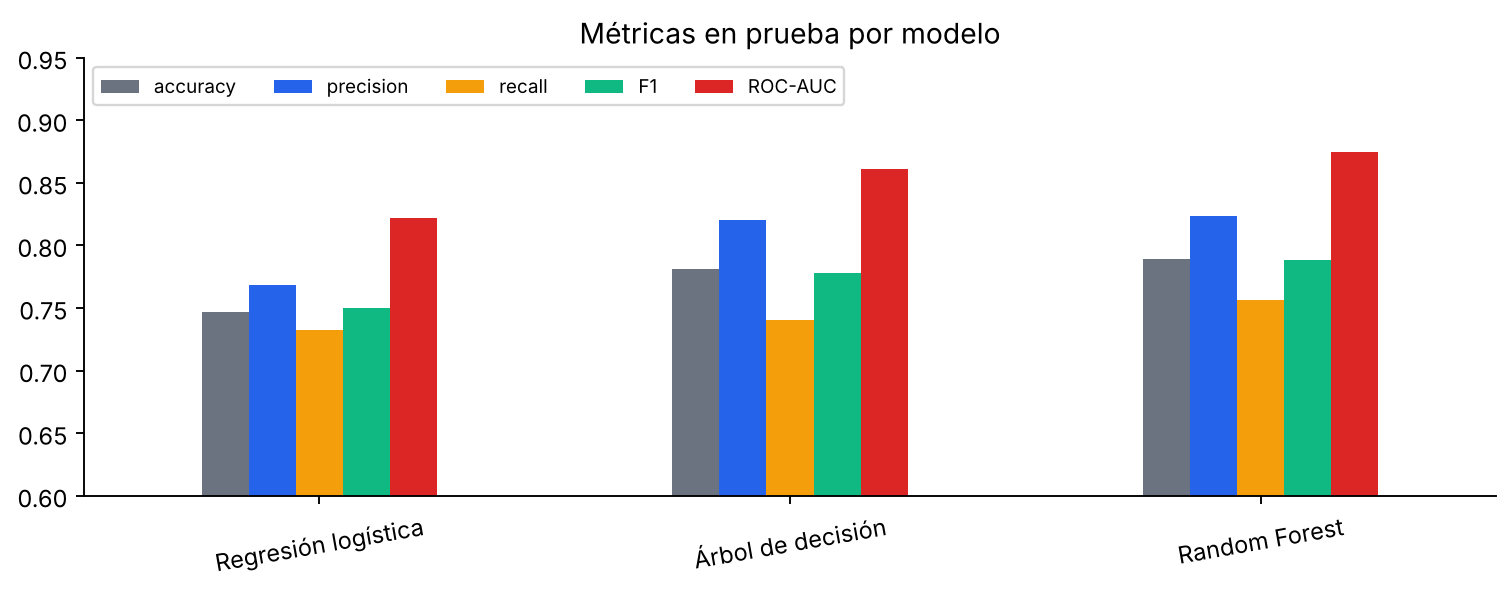 Métricas en prueba por modelo
0.95
accuracy precision recall F1 ROC-AUC
0.90
0.85
0.80
0.75
0.70
0.65
0.60
Regresión logística Árbol de decisión Random Forest